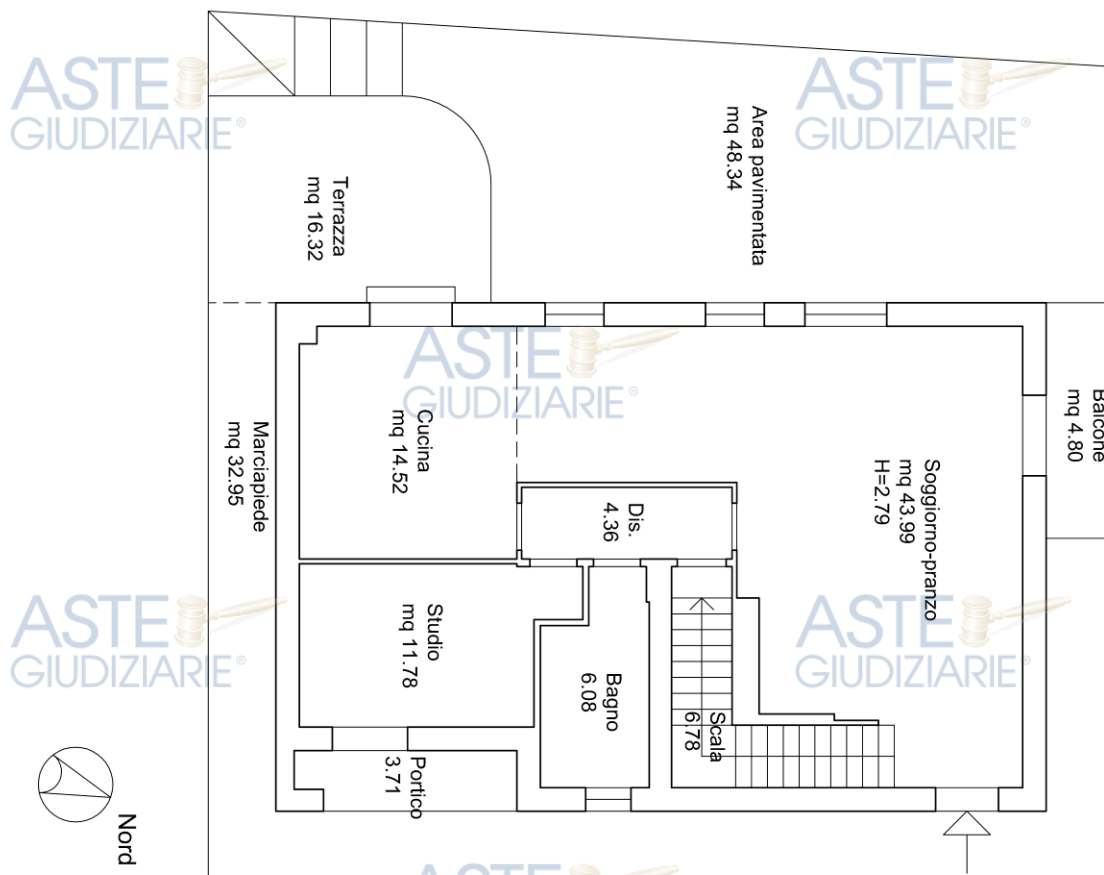 ASTE
GIUDIZIARIE®
ASTE
GIUDIZIARIE®
Area pavimentata
mq 48.34
Terrazza
mq 16.32
ASTE
GIUDIZIARIE®
Balcone
mq 4.80
Cucina
mq 14.52
Marciapiede
mq 32.95
Soggiorno-pranzo
mq 43.99
H=2.79
Dis.
4.36
ASTE
GIUDIZIARIE®
ASTE
GIUDIZIARIE®
Studio
mq 11.78
Bagno
6.08
Scala
6.78
Portico
3.71
Nord
ASTE